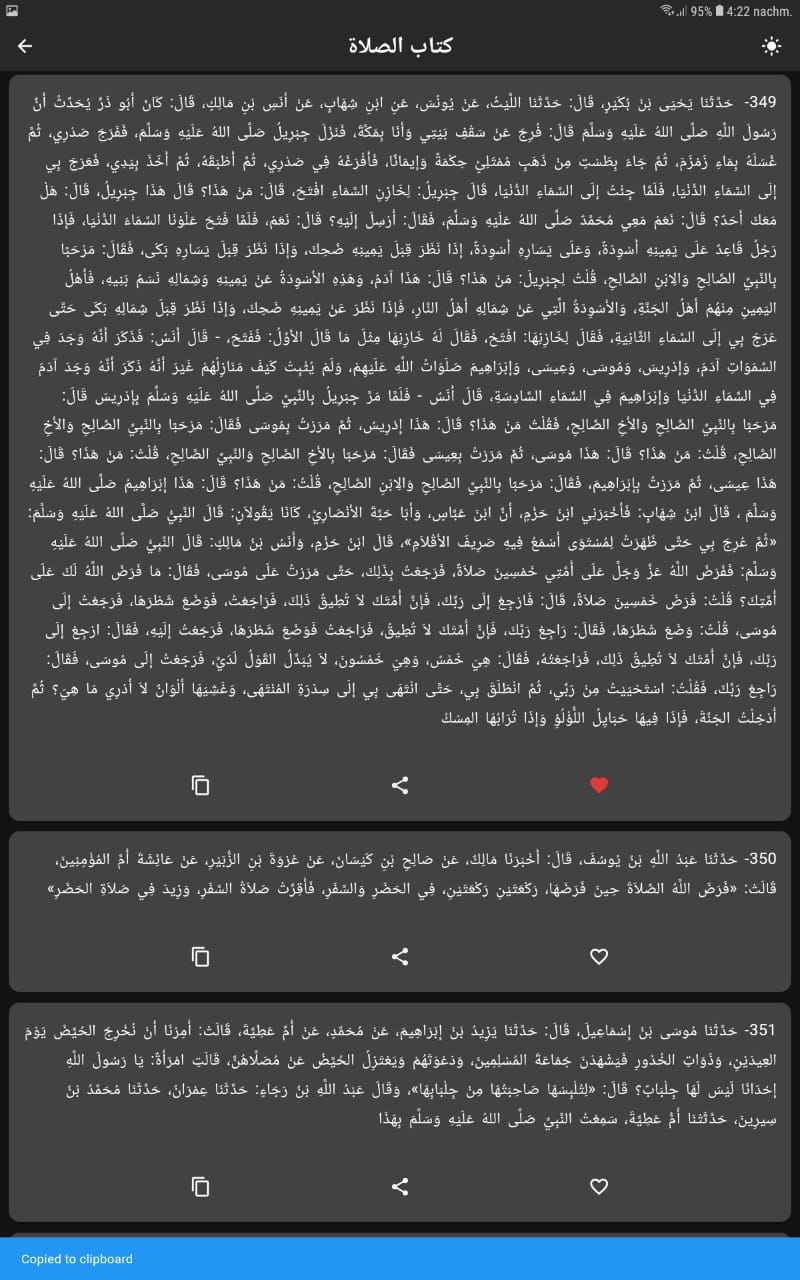 95% 4:22 nachm.
كتاب الصلاة
349- حَدَّثَنَا يَحْيَى بْنُ بُكَيْرٍ، قَالَ: حَدَّثَنَا اللَّيْثُ، عَنْ يُونُسَ، عَنِ ابْنِ شِهَابٍ، عَنْ أَنَسِ بْنِ مَالِكٍ، قَالَ: كَانَ أَبُو ذَرٍّ يُحَدِّثُ أَنَّ
رَسُولَ اللَّهِ صَلَّى اللهُ عَلَيْهِ وَسَلَّمَ قَالَ: فُرِجَ عَنْ سَقْفِ بَيْتِي وَأَنَا بِمَكَّةَ، فَنَزَلَ جِبْرِيلُ صَلَّى اللهُ عَلَيْهِ وَسَلَّمَ، فَفَرَجَ صَدْرِي، ثُمَّ
غَسَلَهُ بِمَاءِ زَمْزَمَ، ثُمَّ جَاءَ بِطَسْتٍ مِنْ ذَهَبٍ مُمْتَلِئٍ حِكْمَةً وَإِيمَانًا، فَأَفْرَغَهُ فِي صَدْرِي، ثُمَّ أَطْبَقَهُ، ثُمَّ أَخَذَ بِيَدِي، فَعَرَجَ بِي
إِلَى السَّمَاءِ الدُّنْيَا، فَلَمَّا جِئْتُ إِلَى السَّمَاءِ الدُّنْيَا، قَالَ جِبْرِيلُ: لِخَازِنِ السَّمَاءِ افْتَحْ، قَالَ: مَنْ هَذَا؟ قَالَ هَذَا جِبْرِيلُ، قَالَ: هَلْ
مَعَكَ أَحَدٌ؟ قَالَ: نَعَمْ مَعِي مُحَمَّدٌ صَلَّى اللهُ عَلَيْهِ وَسَلَّمَ، فَقَالَ: أُرْسِلَ إِلَيْهِ؟ قَالَ: نَعَمْ، فَلَمَّا فَتَحَ عَلَوْنَا السَّمَاءَ الدُّنْيَا، فَإِذَا
رَجُلٌ قَاعِدٌ عَلَى يَمِينِهِ أَسْوِدَةٌ، وَعَلَى يَسَارِهِ أَسْوِدَةٌ، إِذَا نَظَرَ قِبَلَ يَمِينِهِ ضَحِكَ، وَإِذَا نَظَرَ قِبَلَ يَسَارِهِ بَكَى، فَقَالَ: مَرْحَبًا
بِالنَّبِيِّ الصَّالِحِ وَالِابْنِ الصَّالِحِ، قُلْتُ لِجِبْرِيلَ: مَنْ هَذَا؟ قَالَ: هَذَا آدَمُ، وَهَذِهِ الأَسْوِدَةُ عَنْ يَمِينِهِ وَشِمَالِهِ نَسَمُ بَنِيهِ، فَأَهْلُ
اليَمِينِ مِنْهُمْ أَهْلُ الجَنَّةِ، وَالأَسْوِدَةُ الَّتِي عَنْ شِمَالِهِ أَهْلُ النَّارِ، فَإِذَا نَظَرَ عَنْ يَمِينِهِ ضَحِكَ، وَإِذَا نَظَرَ قِبَلَ شِمَالِهِ بَكَى حَتَّى
عَرَجَ بِي إِلَى السَّمَاءِ الثَّانِيَةِ، فَقَالَ لِخَازِنِهَا: افْتَحْ، فَقَالَ لَهُ خَازِنِهَا مِثْلَ مَا قَالَ الأَوَّلُ: فَفَتَحَ، - قَالَ أَنَسٌ: فَذَكَرَ أَنَّهُ وَجَدَ فِي
السَّمَوَاتِ آدَمَ، وَإِدْرِيسَ، وَمُوسَى، وَعِيسَى، وَإِبْرَاهِيمَ صَلَوَاتُ اللَّهِ عَلَيْهِمْ، وَلَمْ يُثْبِتْ كَيْفَ مَنَازِلُهُمْ غَيْرَ أَنَّهُ ذَكَرَ أَنَّهُ وَجَدَ آدَمَ
فِي السَّمَاءِ الدُّنْيَا وَإِبْرَاهِيمَ فِي السَّمَاءِ السَّادِسَةِ، قَالَ أَنَسٌ - فَلَمَّا مَرَّ جِبْرِيلُ بِالنَّبِيِّ صَلَّى اللهُ عَلَيْهِ وَسَلَّمَ بِإِدْرِيسَ قَالَ:
مَرْحَبًا بِالنَّبِيِّ الصَّالِحِ وَالأَخِ الصَّالِحِ، فَقُلْتُ مَنْ هَذَا؟ قَالَ: هَذَا إِدْرِيسُ، ثُمَّ مَرَرْتُ بِمُوسَى فَقَالَ: مَرْحَبًا بِالنَّبِيِّ الصَّالِحِ وَالأَخِ
الصَّالِحِ، قُلْتُ: مَنْ هَذَا؟ قَالَ: هَذَا مُوسَى، ثُمَّ مَرَرْتُ بِعِيسَى فَقَالَ: مَرْحَبًا بِالأَخِ الصَّالِحِ وَالنَّبِيِّ الصَّالِحِ، قُلْتُ: مَنْ هَذَا؟ قَالَ:
هَذَا عِيسَى، ثُمَّ مَرَرْتُ بِإِبْرَاهِيمَ، فَقَالَ: مَرْحَبًا بِالنَّبِيِّ الصَّالِحِ وَالِابْنِ الصَّالِحِ، قُلْتُ: مَنْ هَذَا؟ قَالَ: هَذَا إِبْرَاهِيمُ صَلَّى اللهُ عَلَيْهِ
وَسَلَّمَ ، قَالَ ابْنُ شِهَابٍ: فَأَخْبَرَنِي ابْنُ حَزْمٍ، أَنَّ ابْنَ عَبَّاسٍ، وَأَبَا حَبَّةَ الأَنْصَارِيَّ، كَانَا يَقُولاَنِ: قَالَ النَّبِيُّ صَلَّى اللهُ عَلَيْهِ وَسَلَّمَ:
«ثُمَّ عُرِجَ بِي حَتَّى ظَهَرْتُ لِمُسْتَوَى أَسْمَعُ فِيهِ صَرِيفَ الأَقْلاَمِ»، قَالَ ابْنُ حَزْمٍ، وَأَنَسُ بْنُ مَالِكٍ: قَالَ النَّبِيُّ صَلَّى اللهُ عَلَيْهِ
وَسَلَّمَ: فَفَرَضَ اللَّهُ عَزَّ وَجَلَّ عَلَى أُمَّتِي خَمْسِينَ صَلاَةً، فَرَجَعْتُ بِذَلِكَ، حَتَّى مَرَرْتُ عَلَى مُوسَى، فَقَالَ: مَا فَرَضَ اللَّهُ لَكَ عَلَى
أُمَّتِكَ؟ قُلْتُ: فَرَضَ خَمْسِينَ صَلاَةً، قَالَ: فَارْجِعْ إِلَى رَبِّكَ، فَإِنَّ أُمَّتَكَ لاَ تُطِيقُ ذَلِكَ، فَرَاجَعْتُ، فَوَضَعَ شَطْرَهَا، فَرَجَعْتُ إِلَى
مُوسَى، قُلْتُ: وَضَعَ شَطْرَهَا، فَقَالَ: رَاجِعْ رَبَّكَ، فَإِنَّ أُمَّتَكَ لاَ تُطِيقُ، فَرَاجَعْتُ فَوَضَعَ شَطْرَهَا، فَرَجَعْتُ إِلَيْهِ، فَقَالَ: ارْجِعْ إِلَى
رَبِّكَ، فَإِنَّ أُمَّتَكَ لاَ تُطِيقُ ذَلِكَ، فَرَاجَعْتُهُ، فَقَالَ: هِيَ خَمْسٌ، وَهِيَ خَمْسُونَ، لاَ يُبَدَّلُ القَوْلُ لَدَيَّ، فَرَجَعْتُ إِلَى مُوسَى، فَقَالَ:
رَاجِعْ رَبَّكَ، فَقُلْتُ: اسْتَحْيَيْتُ مِنْ رَبِّي، ثُمَّ انْطَلَقَ بِي، حَتَّى انْتَهَى بِي إِلَى سِدْرَةِ المُنْتَهَى، وَغَشِيَهَا أَلْوَانٌ لاَ أَدْرِي مَا هِيَ؟ ثُمَّ
أُدْخِلْتُ الجَنَّةَ، فَإِذَا فِيهَا حَبَايِلُ اللُّؤْلُؤِ وَإِذَا تُرَابُهَا المِسْكُ
350- حَدَّثَنَا عَبْدُ اللَّهِ بْنُ يُوسُفَ، قَالَ: أَخْبَرَنَا مَالِكٌ، عَنْ صَالِحِ بْنِ كَيْسَانَ، عَنْ عُرْوَةَ بْنِ الزُّبَيْرِ، عَنْ عَائِشَةَ أُمِّ المُؤْمِنِينَ،
قَالَتْ: «فَرَضَ اللَّهُ الصَّلاَةَ حِينَ فَرَضَهَا، رَكْعَتَيْنِ رَكْعَتَيْنِ، فِي الحَضَرِ وَالسَّفَرِ، فَأُقِرَّتْ صَلاَةُ السَّفَرِ، وَزِيدَ فِي صَلاَةِ الحَضَرِ»
351- حَدَّثَنَا مُوسَى بْنُ إِسْمَاعِيلَ، قَالَ: حَدَّثَنَا يَزِيدُ بْنُ إِبْرَاهِيمَ، عَنْ مُحَمَّدٍ، عَنْ أُمِّ عَطِيَّةَ، قَالَتْ: أُمِرْنَا أَنْ نُخْرِجَ الحُيَّضَ يَوْمَ
العِيدَيْنِ، وَذَوَاتِ الخُدُورِ فَيَشْهَدْنَ جَمَاعَةَ المُسْلِمِينَ، وَدَعْوَتَهُمْ وَيَعْتَزِلُ الحُيَّضُ عَنْ مُصَلَّاهُنَّ، قَالَتِ امْرَأَةٌ: يَا رَسُولَ اللَّهِ
إِحْدَانَا لَيْسَ لَهَا جِلْبَابٌ؟ قَالَ: «لِتُلْبِسْهَا صَاحِبَتُهَا مِنْ جِلْبَابِهَا»، وَقَالَ عَبْدُ اللَّهِ بْنُ رَجَاءٍ: حَدَّثَنَا عِمْرَانُ، حَدَّثَنَا مُحَمَّدُ بْنُ
سِيرِينَ، حَدَّثَتْنَا أُمُّ عَطِيَّةَ، سَمِعْتُ النَّبِيَّ صَلَّى اللهُ عَلَيْهِ وَسَلَّمَ بِهَذَا
Copied to clipboard